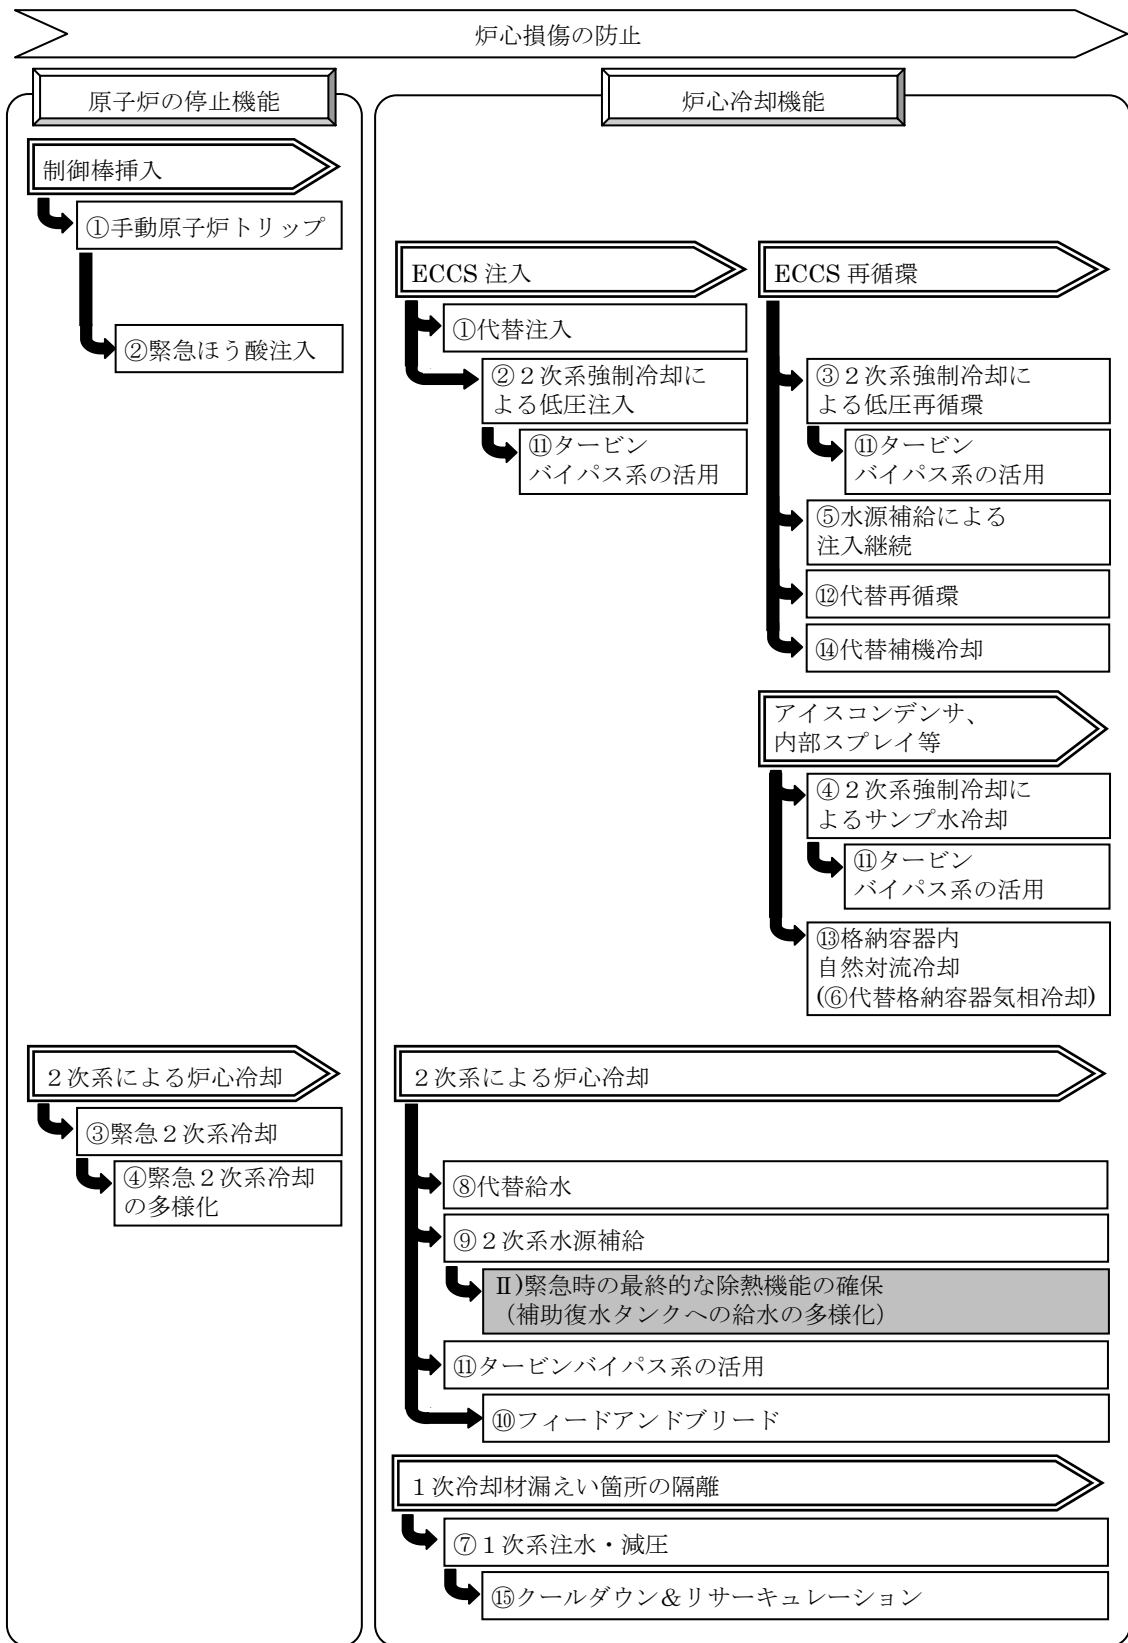 炉心損傷の防止
原子炉の停止機能
制御棒挿入
①手動原子炉トリップ
②緊急ほう酸注入
2次系による炉心冷却
③緊急2次系冷却
④緊急2次系冷却
の多様化
炉心冷却機能
ECCS 注入
①代替注入
②2次系強制冷却に
よる低圧注入
⑪タービン
バイパス系の活用
ECCS 再循環
③2次系強制冷却に
よる低圧再循環
⑪タービン
バイパス系の活用
⑤水源補給による
注入継続
⑫代替再循環
⑭代替補機冷却
アイスコンデンサ、
内部スプレイ等
④2次系強制冷却に
よるサンプ水冷却
⑪タービン
バイパス系の活用
⑬格納容器内
自然対流冷却
(⑥代替格納容器気相冷却)
2次系による炉心冷却
⑧代替給水
⑨2次系水源補給
Ⅱ)緊急時の最終的な除熱機能の確保
（補助復水タンクへの給水の多様化）
⑪タービンバイパス系の活用
⑩フィードアンドブリード
1次冷却材漏えい箇所の隔離
⑦1次系注水・減圧
⑮クールダウン＆リサーキュレーション